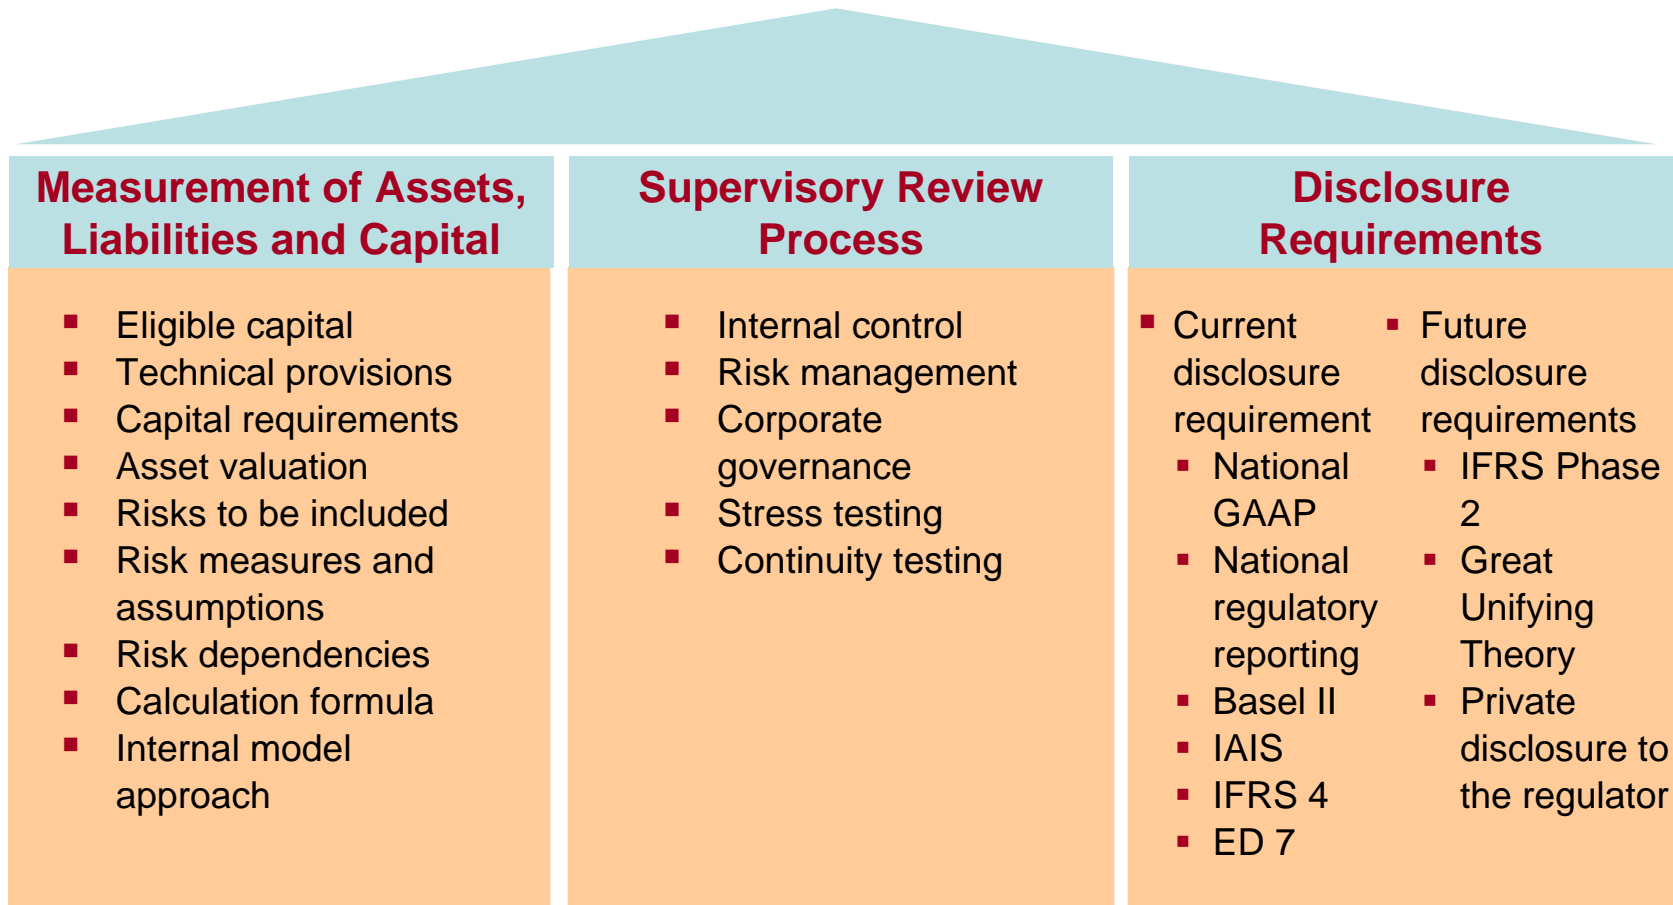 Measurement of Assets,
Liabilities and Capital
▪ Eligible capital
▪ Technical provisions
▪ Capital requirements
▪ Asset valuation
▪ Risks to be included
▪ Risk measures and
assumptions
▪ Risk dependencies
▪ Calculation formula
▪ Internal model
approach
Supervisory Review
Process
▪ Internal control
▪ Risk management
▪ Corporate
governance
▪ Stress testing
▪ Continuity testing
Disclosure
Requirements
▪ Current
disclosure
requirement
▪ National
GAAP
▪ National
regulatory
reporting
▪ Basel II
▪ IAIS
▪ IFRS 4
▪ ED 7
▪ Future
disclosure
requirements
▪ IFRS Phase
2
▪ Great
Unifying
Theory
▪ Private
disclosure to
the regulator